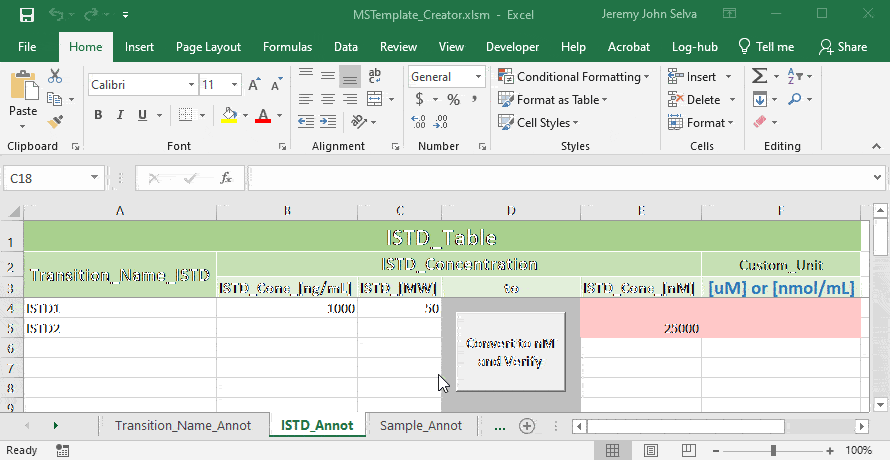 MSTemplate_Creator.xlsm - Excel
Jeremy John Selva
File Home Insert Page Layout Formulas Data Review View Developer Help Acrobat Log-hub Tell me Share
Paste
Calibri 11
General
Conditional Formatting
Format as Table
Cell Styles
Insert
Delete
Format
Clipboard Font Alignment Number Styles Cells Editing
C18
A B C D E F
1 ISTD_Table
2 Transition_Name_ISTD ISTD_Concentration Custom_Unit
3 ISTD_Conc_)ng/mL( ISTD_)MW( to ISTD_Conc_)nM( [uM] or [nmol/mL]
4 ISTD1 1000 50
5 ISTD2 25000
6
7
8
9
Convert to nM
and Verify
Transition_Name_Annot ISTD_Annot Sample_Annot ...
Ready 100%